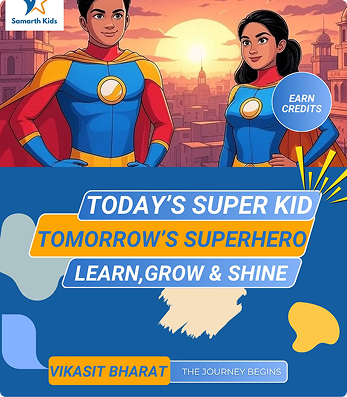 Samarth Kids
EARN
CREDITS
TODAY'S SUPER KID
TOMORROW'S SUPERHERO
LEARN,GROW & SHINE
VIKASIT BHARAT
THE JOURNEY BEGINS